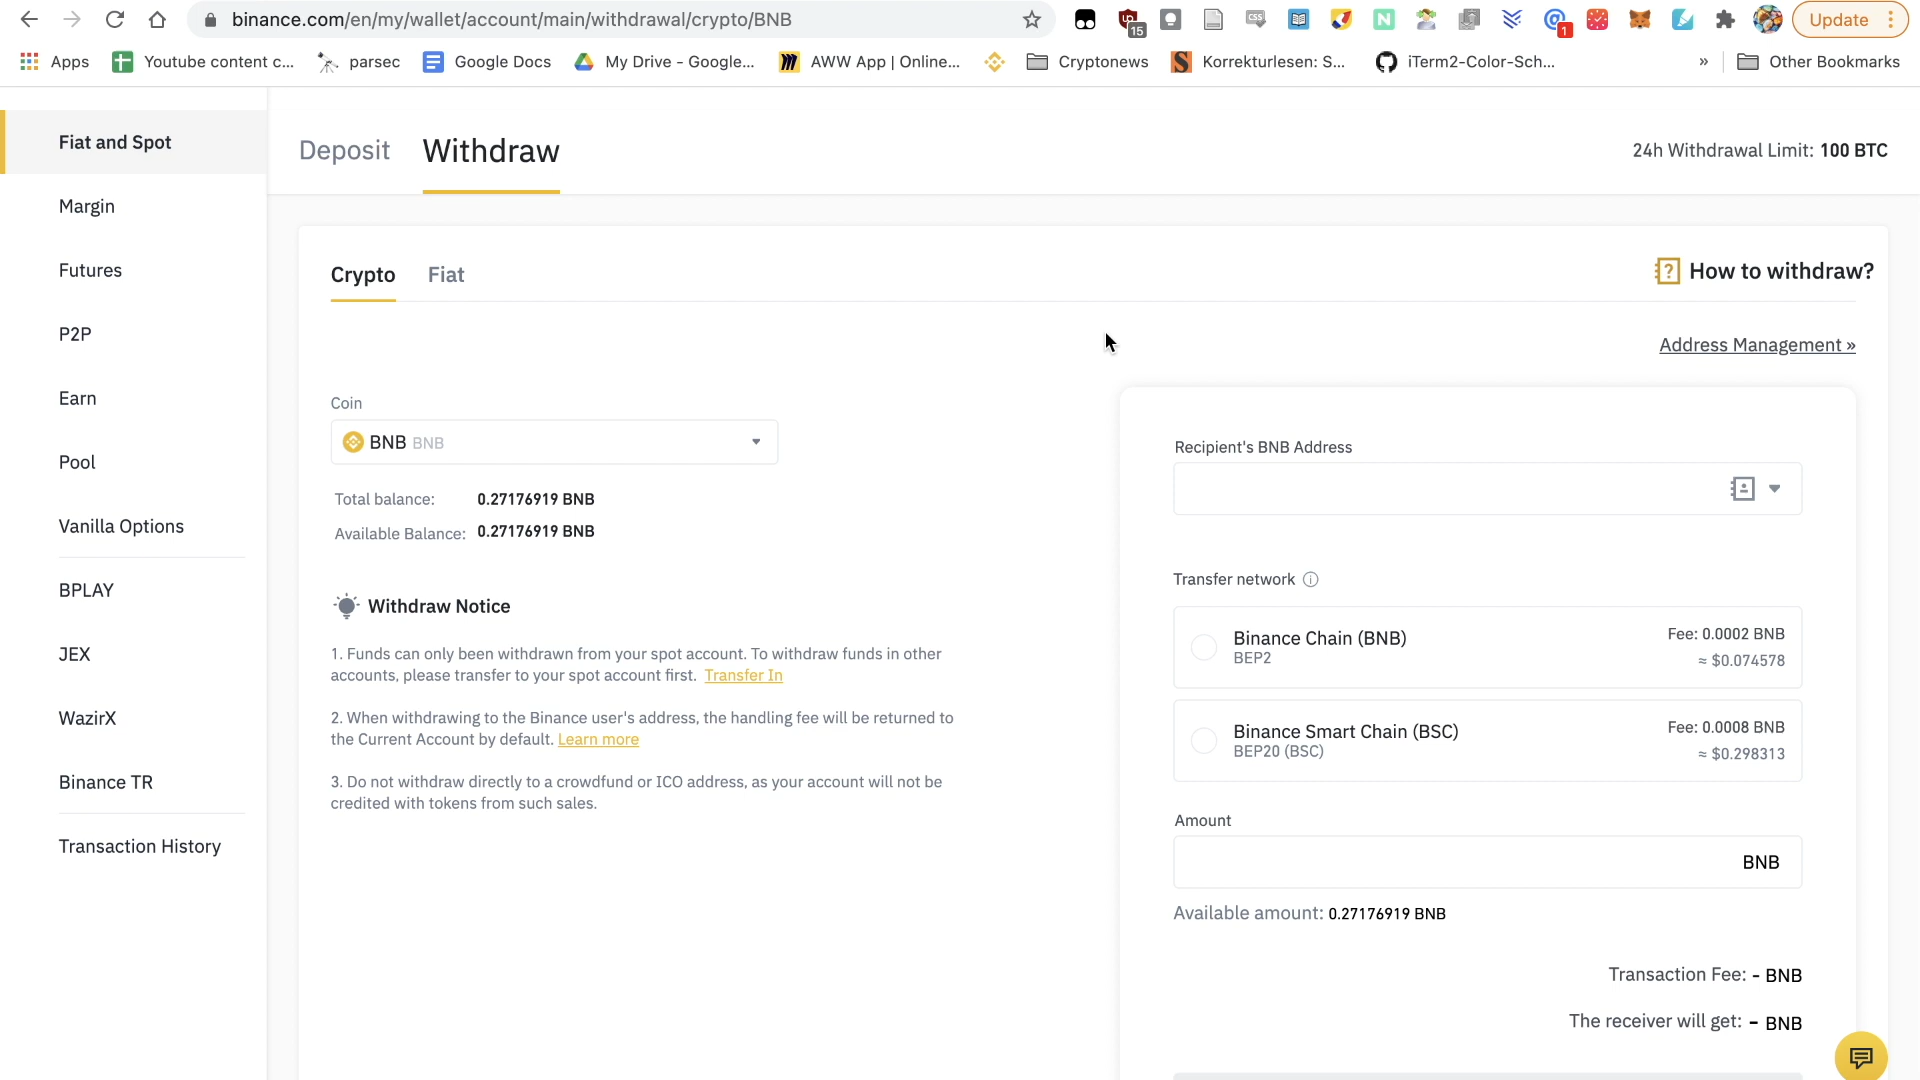 binance.com/en/my/wallet/account/main/withdrawal/crypto/BNB
15
CSS
N
1
Update
Apps
Youtube content c...
parsec
Google Docs
My Drive - Google...
AWW App | Online...
Cryptonews
Korrekturlesen: S...
iTerm2-Color-Sch...
»
Other Bookmarks
Fiat and Spot
Margin
Futures
P2P
Earn
Pool
Vanilla Options
BPLAY
JEX
WazirX
Binance TR
Transaction History
Deposit
Withdraw
24h Withdrawal Limit: 100 BTC
Crypto
Fiat
How to withdraw?
Address Management »
Coin
BNB BNB
Total balance: 0.27176919 BNB
Available Balance: 0.27176919 BNB
Withdraw Notice
1. Funds can only been withdrawn from your spot account. To withdraw funds in other
accounts, please transfer to your spot account first. Transfer In
2. When withdrawing to the Binance user's address, the handling fee will be returned to
the Current Account by default. Learn more
3. Do not withdraw directly to a crowdfund or ICO address, as your account will not be
credited with tokens from such sales.
Recipient's BNB Address
Transfer network
Binance Chain (BNB)
BEP2
Fee: 0.0002 BNB
≈ $0.074578
Binance Smart Chain (BSC)
BEP20 (BSC)
Fee: 0.0008 BNB
≈ $0.298313
Amount
BNB
Available amount: 0.27176919 BNB
Transaction Fee: - BNB
The receiver will get: - BNB